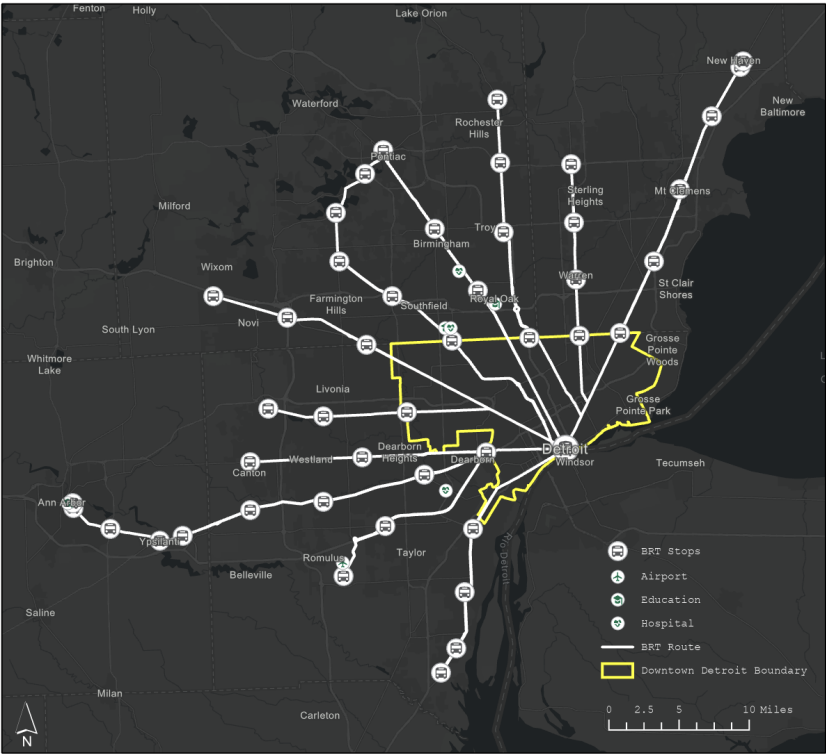 Fenton
Holly
Lake Orion
New Haven
New
Baltimore
Waterford
Rochester
Hills
Pontiac
Milford
Sterling
Heights
Mt Clemens
Troy
Birmingham
Brighton
Wixom
Warren
St Clair
Shores
Farmington
Hills
Southfield
Royal Oak
South Lyon
Novi
Whitmore
Lake
Grosse
Pointe
Woods
Livonia
Grosse
Pointe Park
Dearborn
Heights
Detroit
Canton
Westland
Dearborn
Windsor
Tecumseh
Ann Arbor
Ypsilanti
Romulus
Taylor
Belleville
Rio Detroit
Saline
Milan
Carleton
BRT Stops
Airport
Education
Hospital
BRT Route
Downtown Detroit Boundary
0 2.5 5 10 Miles
N